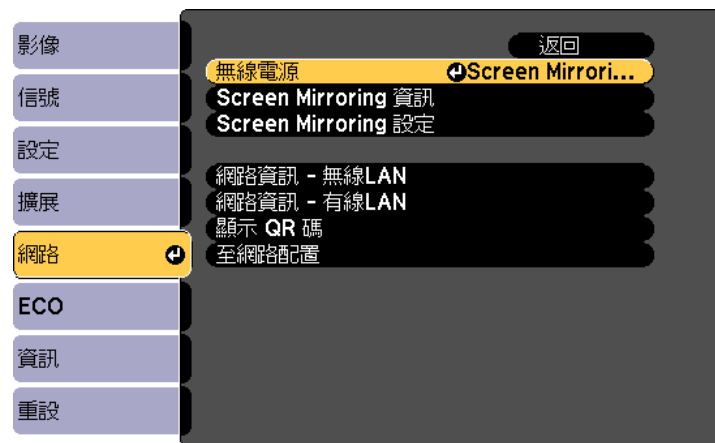 影像
信號
設定
擴展
網路
ECO
資訊
重設
返回
無線電源 Screen Mirrori...
Screen Mirroring 資訊
Screen Mirroring 設定
網路資訊 - 無線LAN
網路資訊 - 有線LAN
顯示 QR 碼
至網路配置